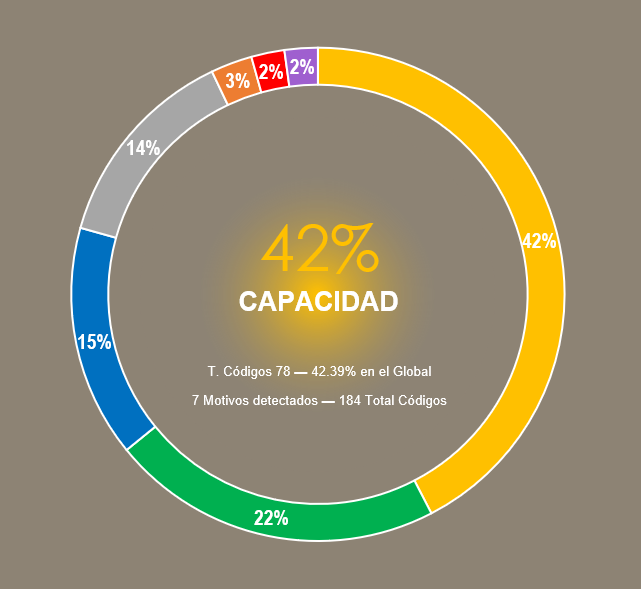 3%
2%
2%
14%
42%
42%
CAPACIDAD
15%
T. Códigos 78 — 42.39% en el Global
7 Motivos detectados — 184 Total Códigos
22%